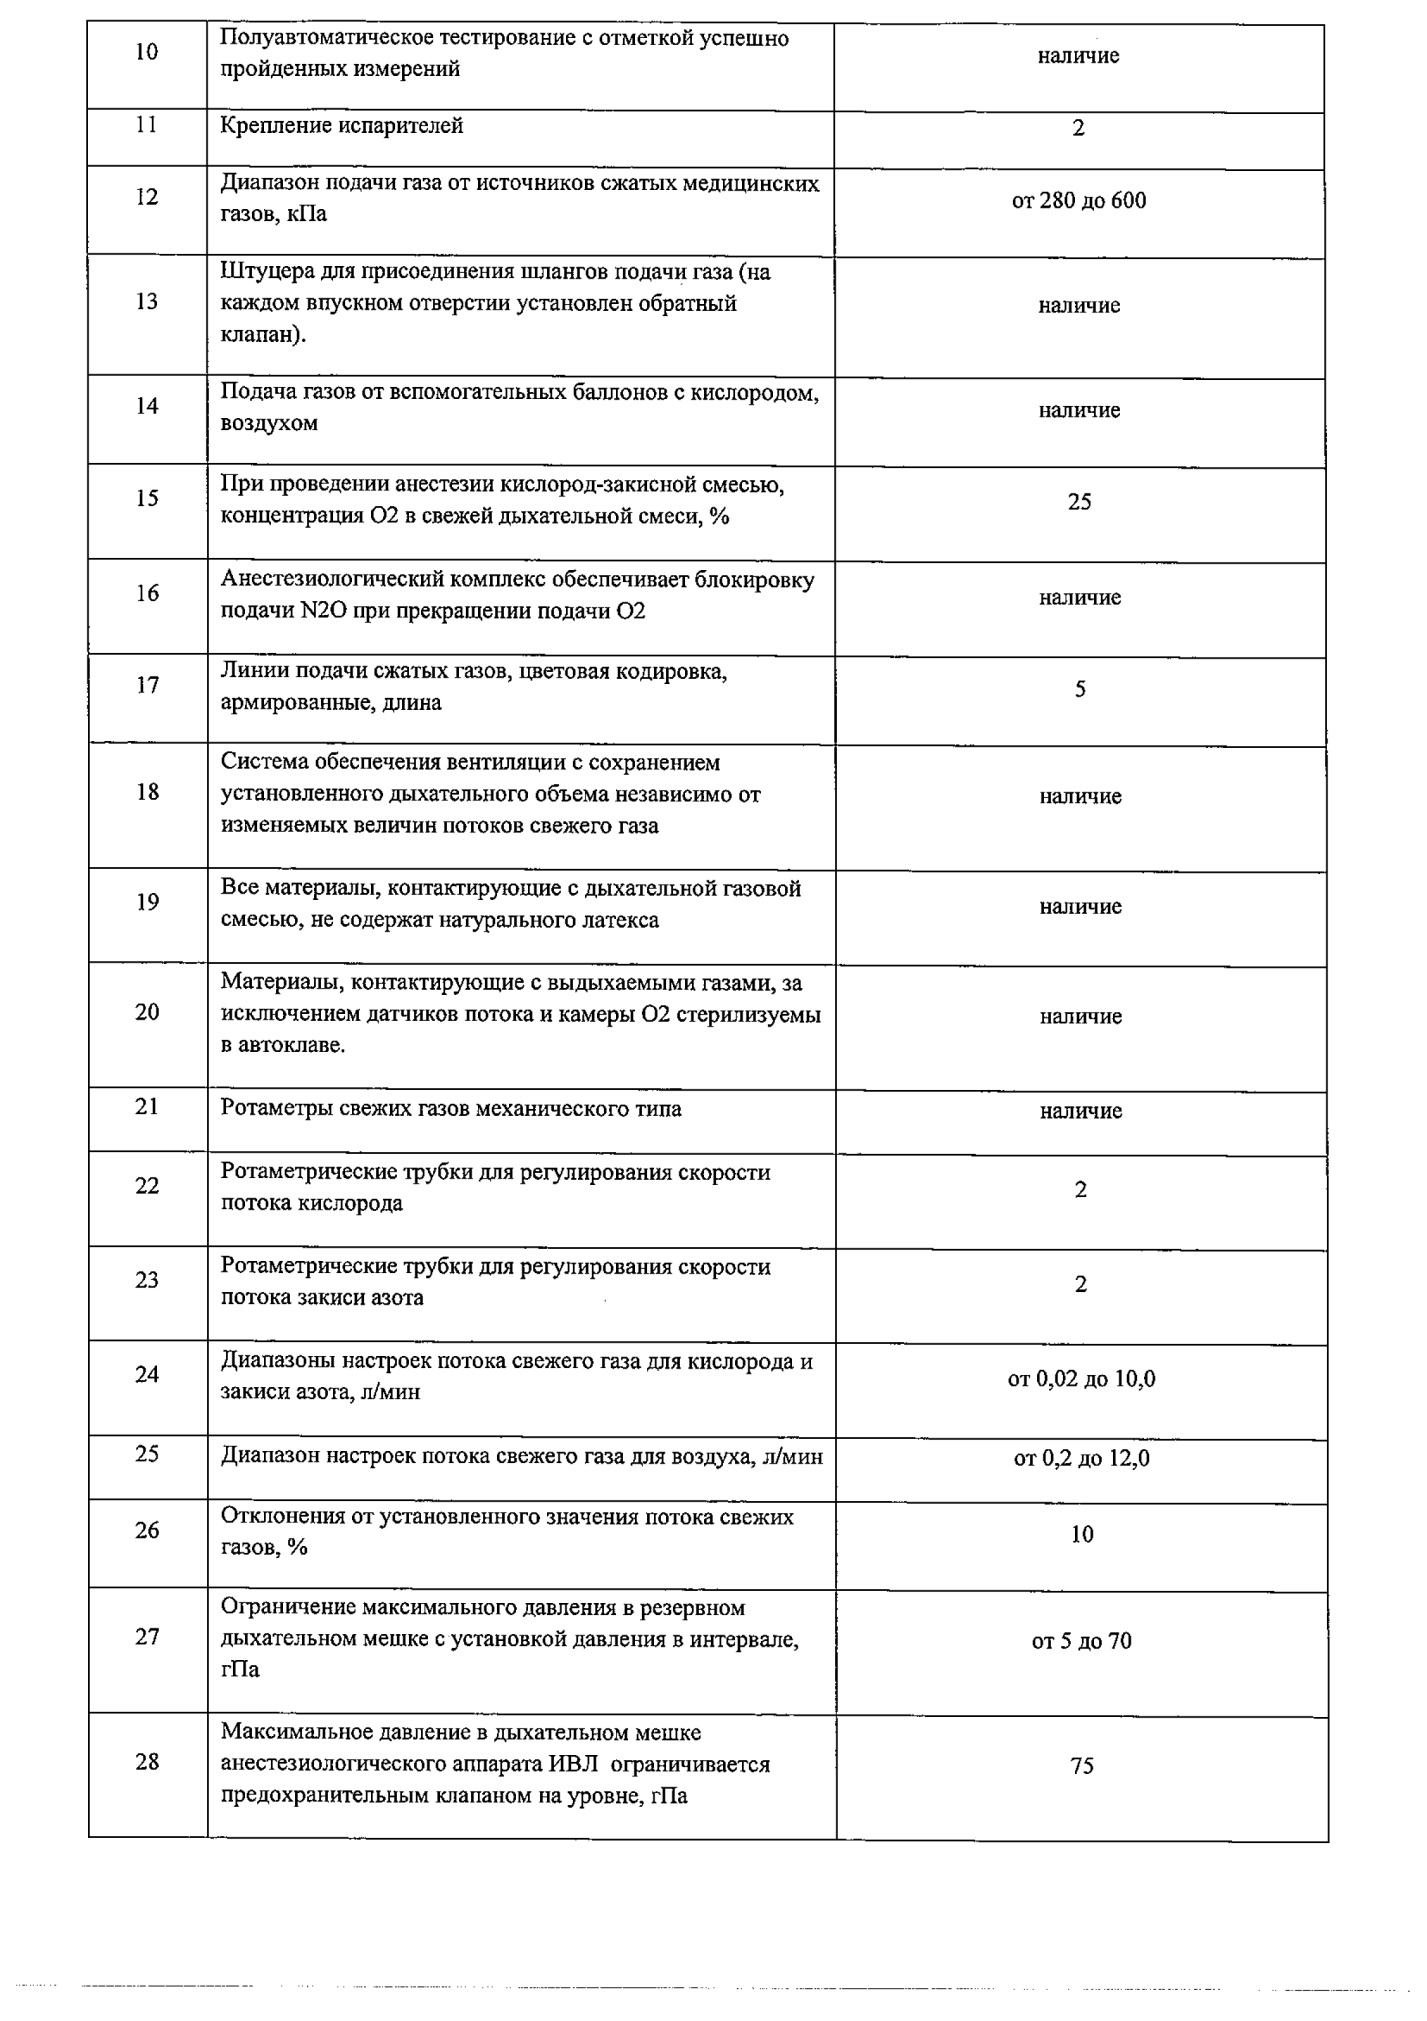 10
Полуавтоматическое тестирование с отметкой успешно
пройденных измерений
наличие
11
Крепление испарителей
2
12
Диапазон подачи газа от источников сжатых медицинских
газов, кПа
от 280 до 600
13
Штуцера для присоединения шлангов подачи газа (на
каждом впускном отверстии установлен обратный
клапан).
наличие
14
Подача газов от вспомогательных баллонов с кислородом,
воздухом
наличие
15
При проведении анестезии кислород-закисной смесью,
концентрация О2 в свежей дыхательной смеси, %
25
16
Анестезиологический комплекс обеспечивает блокировку
подачи N2O при прекращении подачи О2
наличие
17
Линии подачи сжатых газов, цветовая кодировка,
армированные, длина
5
18
Система обеспечения вентиляции с сохранением
установленного дыхательного объема независимо от
изменяемых величин потоков свежего газа
наличие
19
Все материалы, контактирующие с дыхательной газовой
смесью, не содержат натурального латекса
наличие
20
Материалы, контактирующие с выдыхаемыми газами, за
исключением датчиков потока и камеры О2 стерилизуемы
в автоклаве.
наличие
21
Ротаметры свежих газов механического типа
наличие
22
Ротаметрические трубки для регулирования скорости
потока кислорода
2
23
Ротаметрические трубки для регулирования скорости
потока закиси азота
2
24
Диапазоны настроек потока свежего газа для кислорода и
закиси азота, л/мин
от 0,02 до 10,0
25
Диапазон настроек потока свежего газа для воздуха, л/мин
от 0,2 до 12,0
26
Отклонения от установленного значения потока свежих
газов, %
10
27
Ограничение максимального давления в резервном
дыхательном мешке с установкой давления в интервале,
гПа
от 5 до 70
28
Максимальное давление в дыхательном мешке
анестезиологического аппарата ИВЛ ограничивается
предохранительным клапаном на уровне, гПа
75